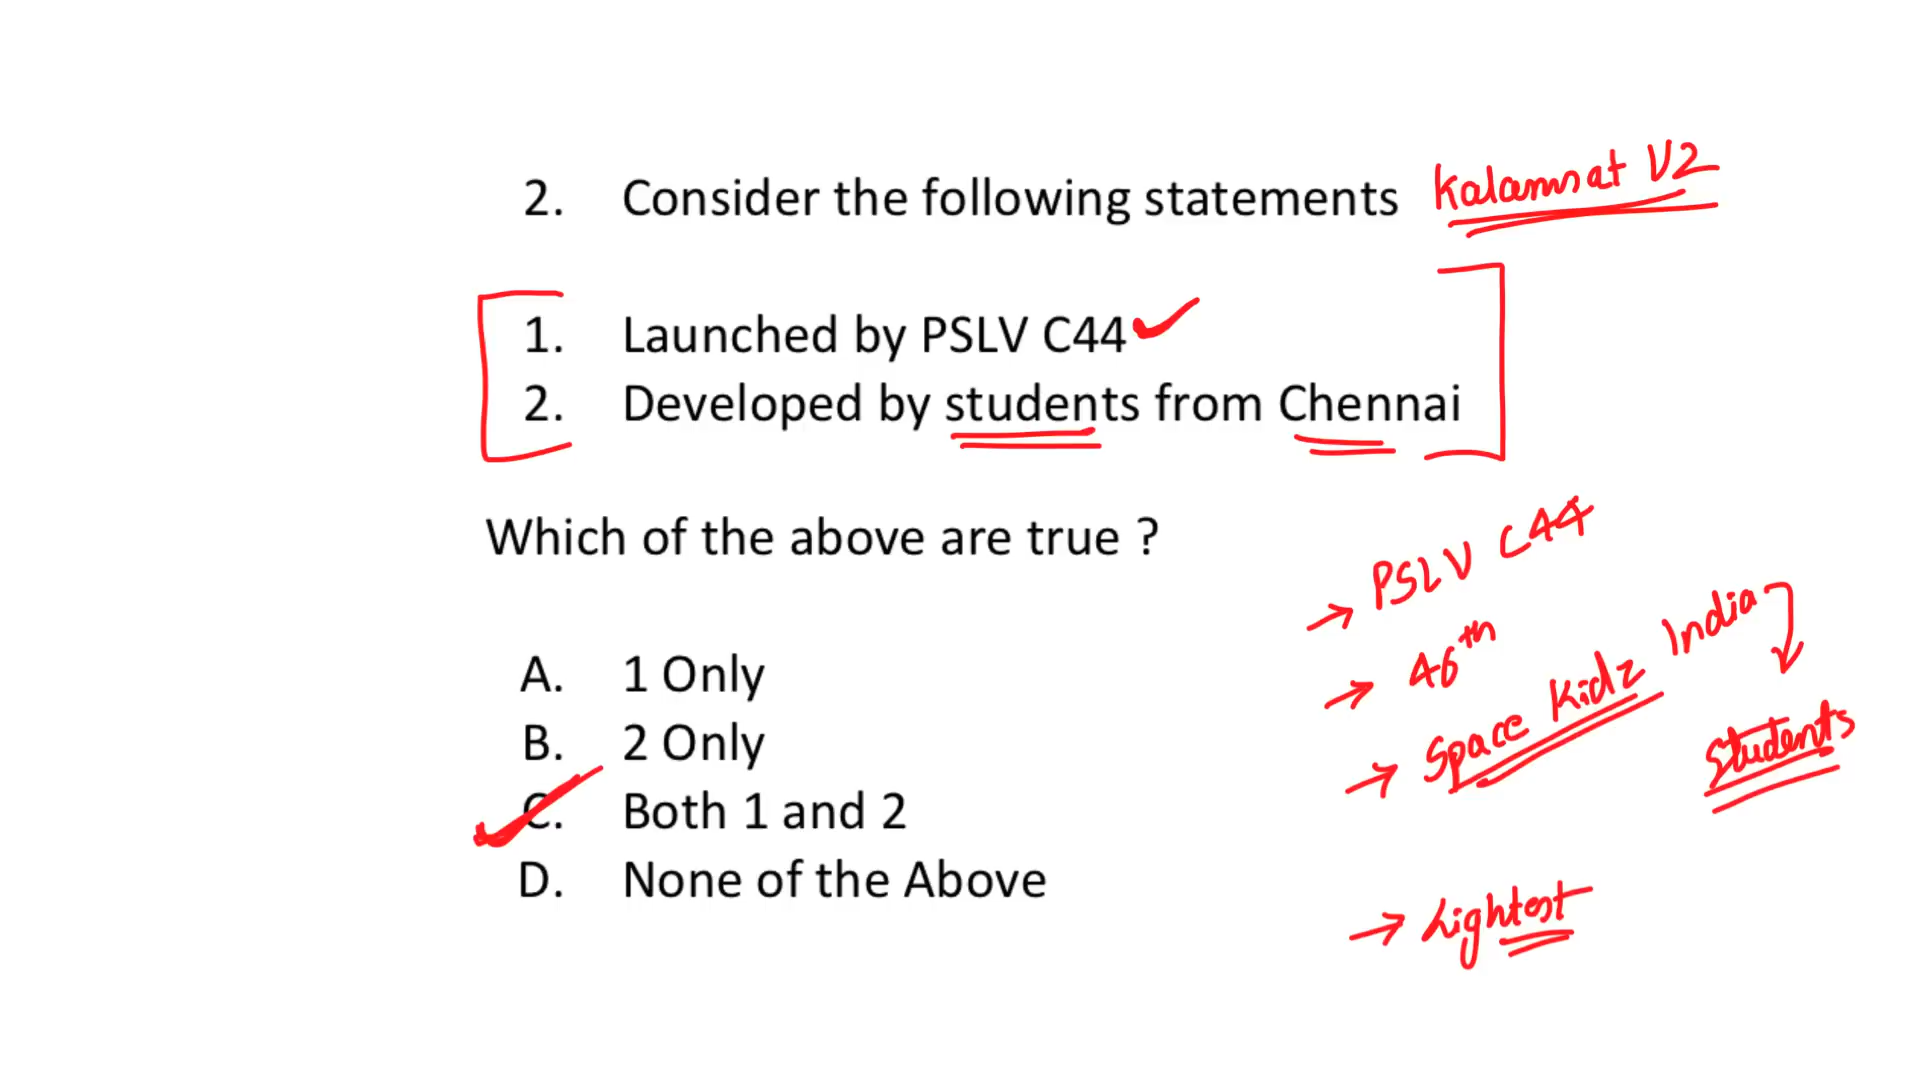 2. Consider the following statements Kalamsat V2
1. Launched by PSLV C44
2. Developed by students from Chennai
Which of the above are true ?
A. 1 Only
B. 2 Only
C. Both 1 and 2
D. None of the Above
→ PSLV C44
→ 46th
→ Space Kidz India
Students
→ Lightest